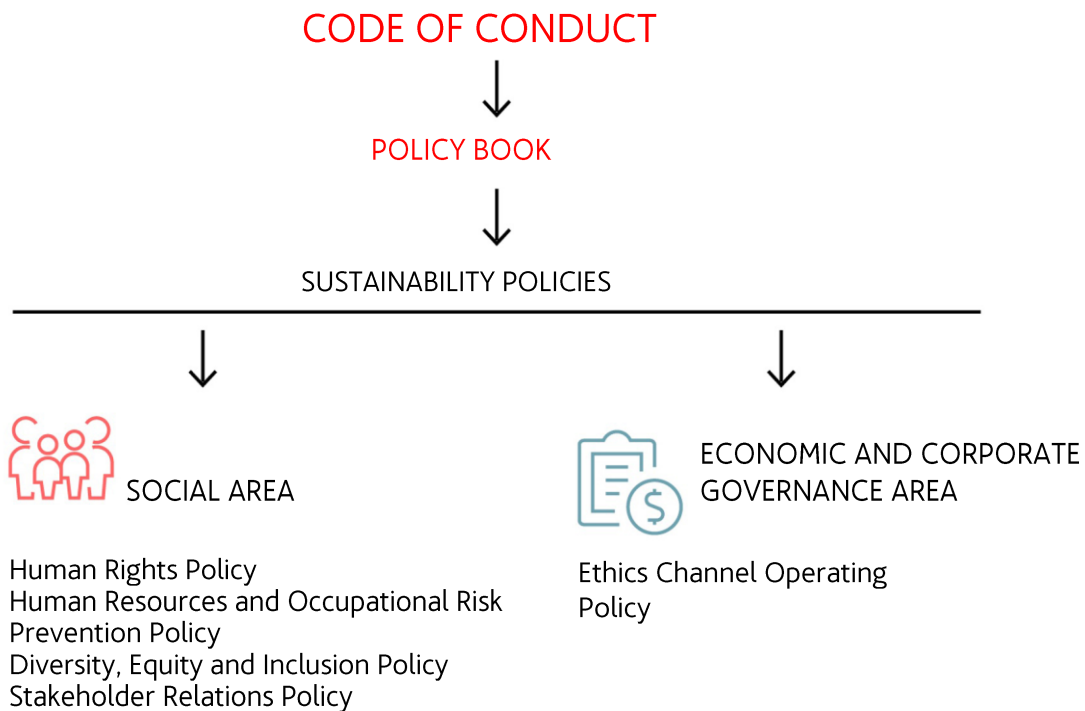 CODE OF CONDUCT
POLICY BOOK
SUSTAINABILITY POLICIES
SOCIAL AREA
Human Rights Policy
Human Resources and Occupational Risk
Prevention Policy
Diversity, Equity and Inclusion Policy
Stakeholder Relations Policy
$
ECONOMIC AND CORPORATE
GOVERNANCE AREA
Ethics Channel Operating
Policy